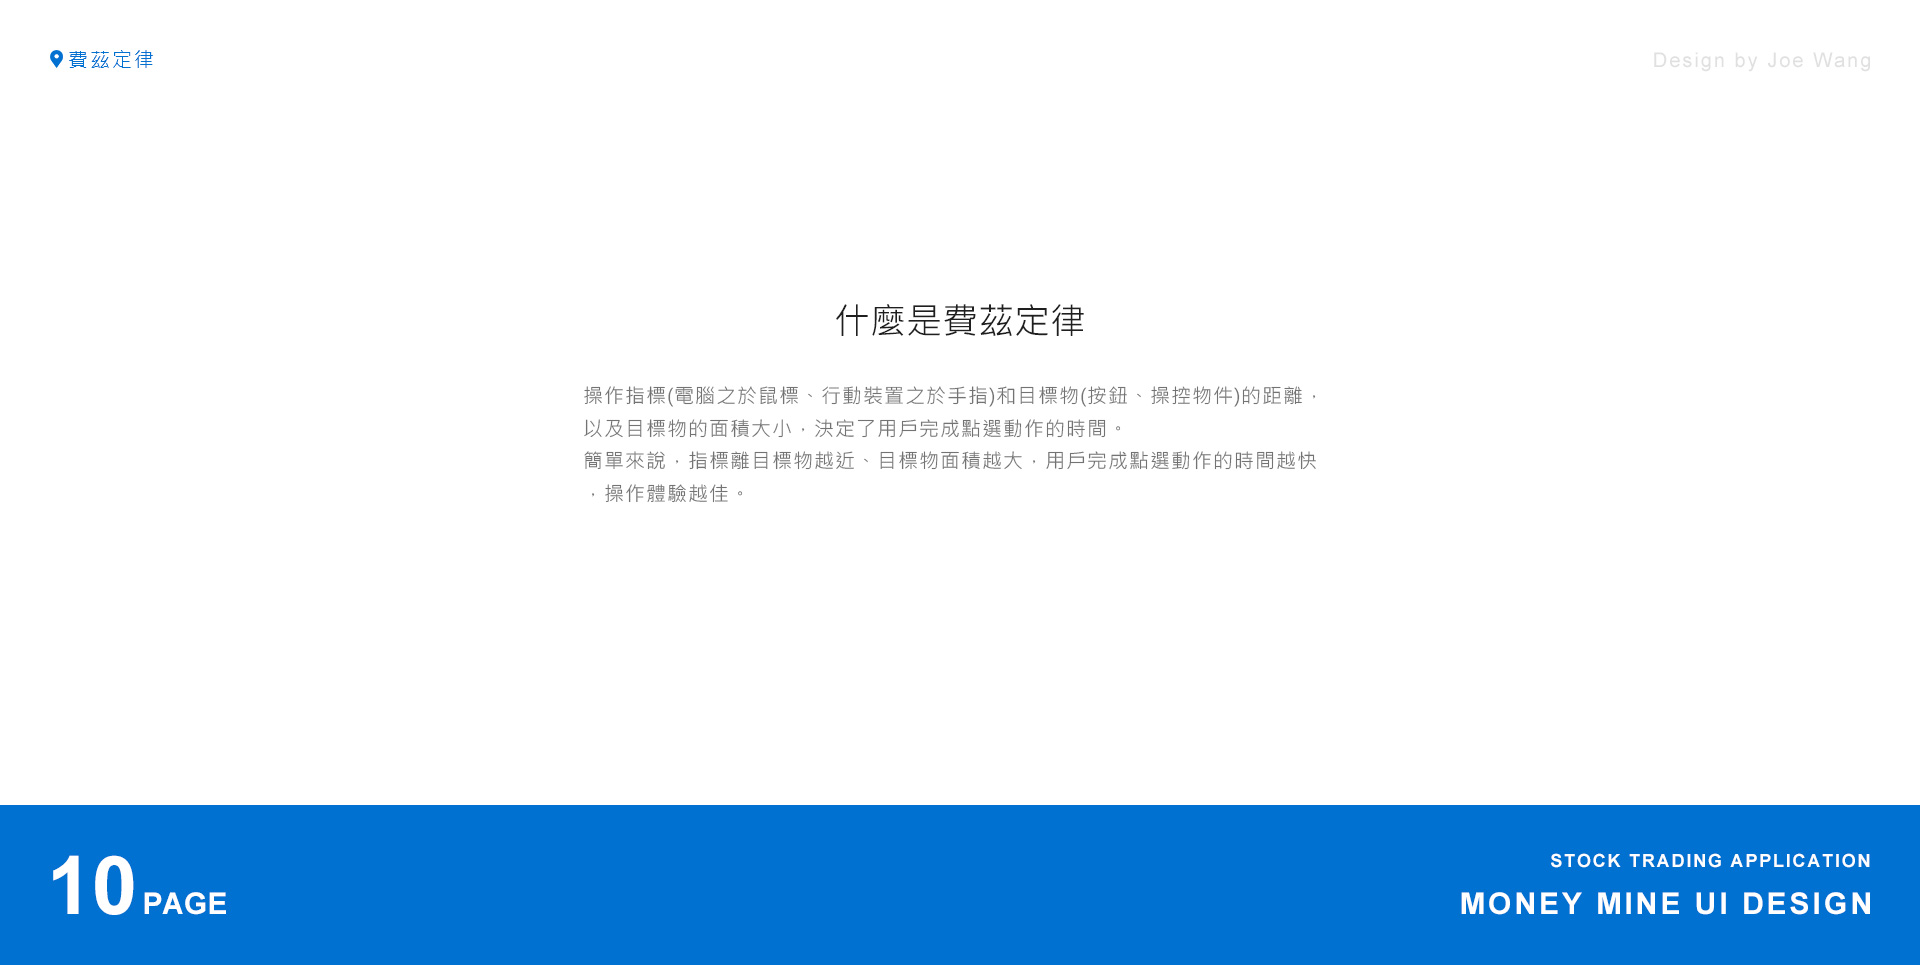 費茲定律
Design by Joe Wang
什麼是費茲定律
操作指標(電腦之於鼠標、行動裝置之於手指)和目標物(按鈕、操控物件)的距離，
以及目標物的面積大小，決定了用戶完成點選動作的時間。
簡單來說，指標離目標物越近、目標物面積越大，用戶完成點選動作的時間越快
，操作體驗越佳。
10 PAGE
STOCK TRADING APPLICATION
MONEY MINE UI DESIGN